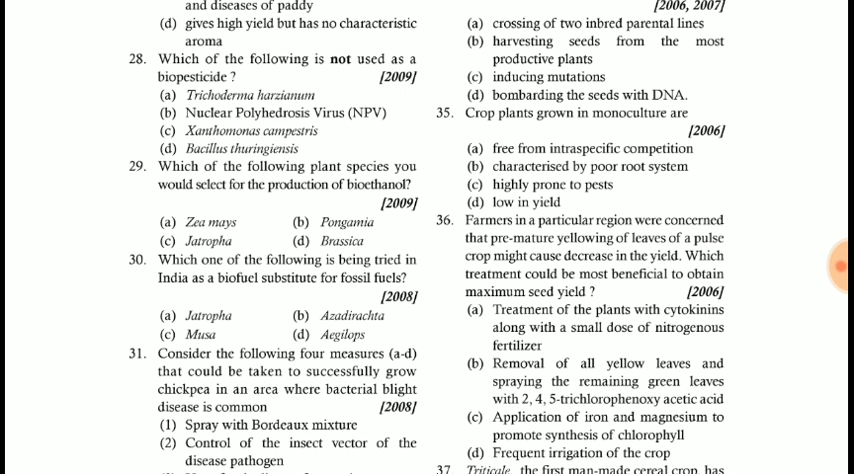 and diseases of paddy
(d) gives high yield but has no characteristic
aroma
28. Which of the following is not used as a
biopesticide ? [2009]
(a) Trichoderma harzianum
(b) Nuclear Polyhedrosis Virus (NPV)
(c) Xanthomonas campestris
(d) Bacillus thuringiensis
29. Which of the following plant species you
would select for the production of bioethanol?
[2009]
(a) Zea mays (b) Pongamia
(c) Jatropha (d) Brassica
30. Which one of the following is being tried in
India as a biofuel substitute for fossil fuels?
[2008]
(a) Jatropha (b) Azadirachta
(c) Musa (d) Aegilops
31. Consider the following four measures (a-d)
that could be taken to successfully grow
chickpea in an area where bacterial blight
disease is common [2008]
(1) Spray with Bordeaux mixture
(2) Control of the insect vector of the
disease pathogen
[2006, 2007]
(a) crossing of two inbred parental lines
(b) harvesting seeds from the most
productive plants
(c) inducing mutations
(d) bombarding the seeds with DNA.
35. Crop plants grown in monoculture are
[2006]
(a) free from intraspecific competition
(b) characterised by poor root system
(c) highly prone to pests
(d) low in yield
36. Farmers in a particular region were concerned
that pre-mature yellowing of leaves of a pulse
crop might cause decrease in the yield. Which
treatment could be most beneficial to obtain
maximum seed yield ? [2006]
(a) Treatment of the plants with cytokinins
along with a small dose of nitrogenous
fertilizer
(b) Removal of all yellow leaves and
spraying the remaining green leaves
with 2, 4, 5-trichlorophenoxy acetic acid
(c) Application of iron and magnesium to
promote synthesis of chlorophyll
(d) Frequent irrigation of the crop
37. Triticale, the first man-made cereal crop, has